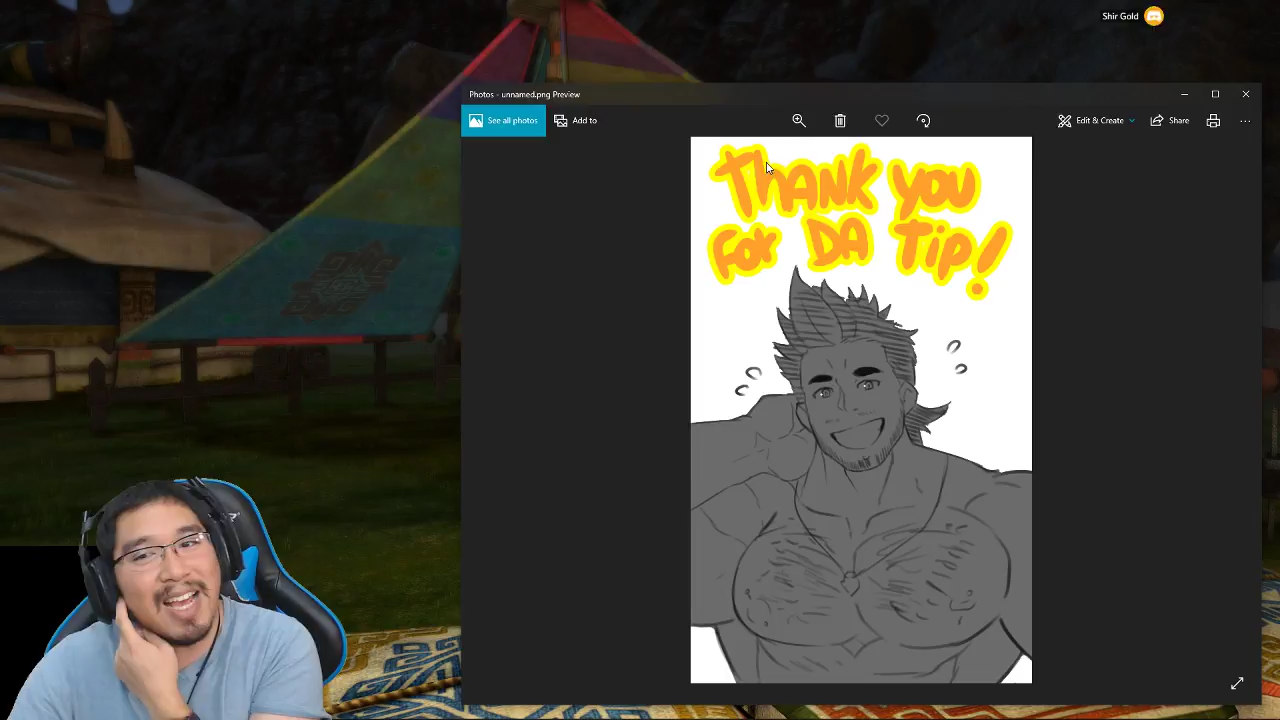 Shir Gold
Photos - unnamed.png Preview
See all photos
Add to
Edit & Create
Share
THANK YOU
FOR DA TIP!